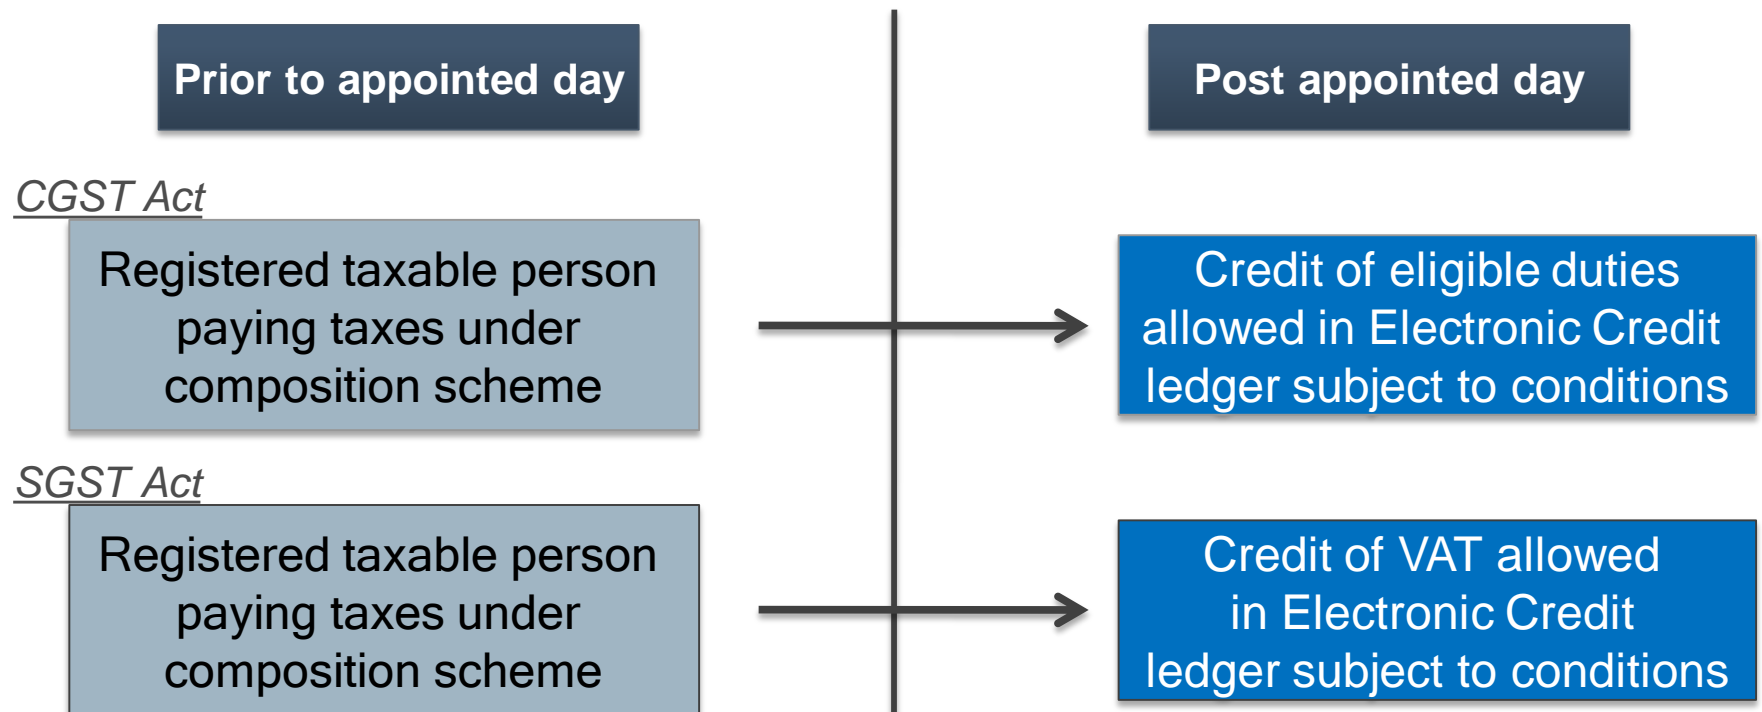 Prior to appointed day
Post appointed day
CGST Act
Registered taxable person
paying taxes under
composition scheme
Credit of eligible duties
allowed in Electronic Credit
ledger subject to conditions
SGST Act
Registered taxable person
paying taxes under
composition scheme
Credit of VAT allowed
in Electronic Credit
ledger subject to conditions